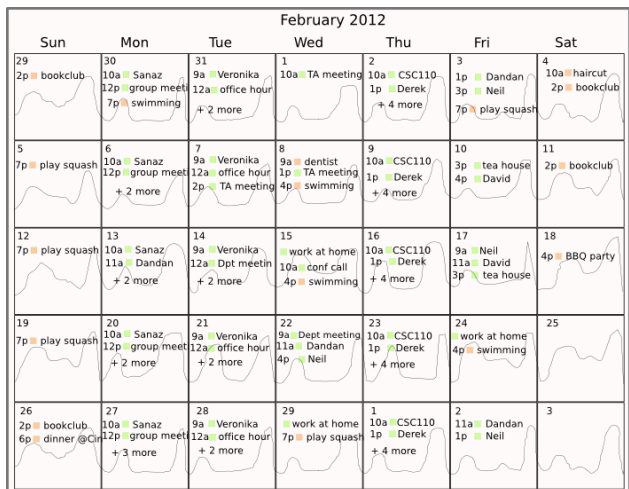 February 2012
Sun Mon Tue Wed Thu Fri Sat
29 30 31 1 2 3 4
2p bookclub
10a Sanaz
12p group meeti
7p swimming
9a Veronika
12a office hour
+ 2 more
10a TA meeting
10a CSC110
1p Derek
+ 4 more
1p Dandan
3p Neil
7p play squash
10a haircut
2p bookclub
5 6 7 8 9 10 11
7p play squash
10a Sanaz
12p group meeti
+ 2 more
9a Veronika
12a office hour
2p TA meeting
9a dentist
1p TA meeting
4p swimming
10a CSC110
1p Derek
+ 4 more
3p tea house
4p David
2p bookclub
12 13 14 15 16 17 18
7p play squash
10a Sanaz
11a Dandan
+ 2 more
9a Veronika
12a Dpt meetin
+ 2 more
work at home
10a conf call
4p swimming
10a CSC110
1p Derek
+ 4 more
9a Neil
11a David
3p tea house
4p BBQ party
19 20 21 22 23 24 25
7p play squash
10a Sanaz
12p group meeti
+ 2 more
9a Veronika
12a office hour
+ 2 more
9a Dept meeting
11a Dandan
4p Neil
10a CSC110
1p Derek
+ 4 more
work at home
4p swimming
26 27 28 29 1 2 3
2p bookclub
6p dinner @Cin
10a Sanaz
12p group meeti
+ 3 more
9a Veronika
12a office hour
+ 2 more
work at home
7p play squash
10a CSC110
1p Derek
+ 4 more
11a Dandan
1p Neil